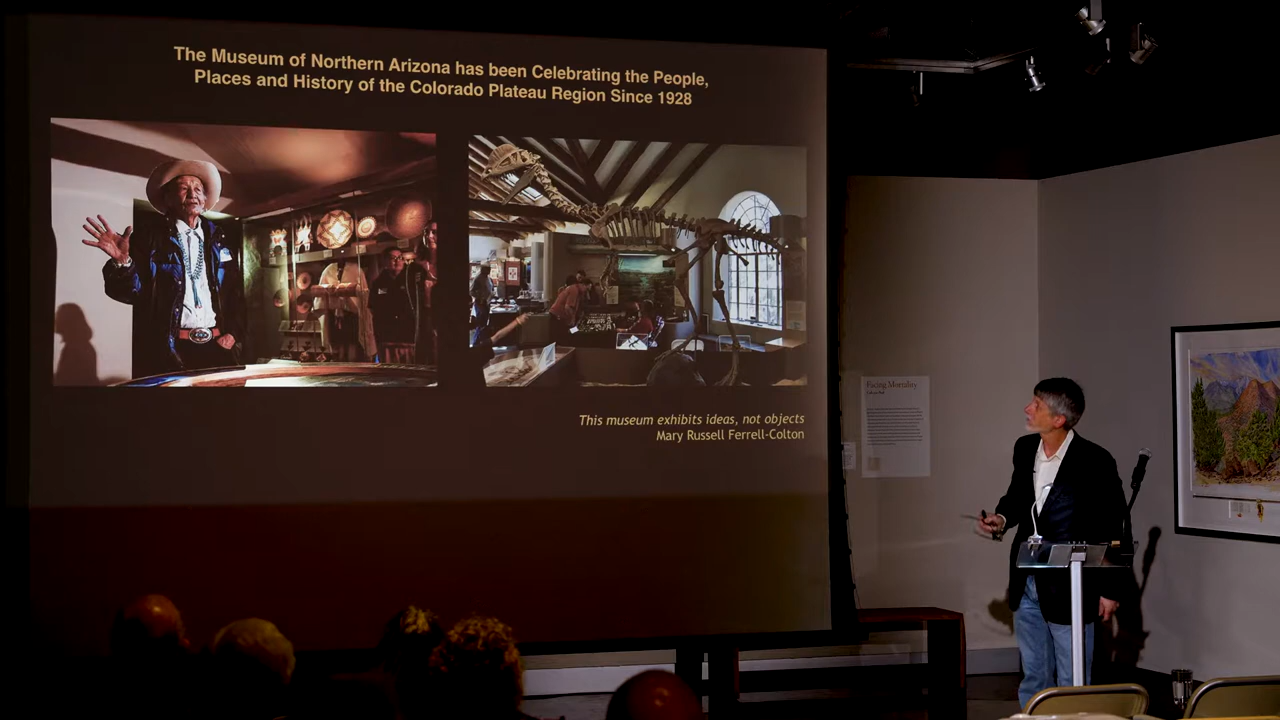 The Museum of Northern Arizona has been Celebrating the People,
Places and History of the Colorado Plateau Region Since 1928
This museum exhibits ideas, not objects
Mary Russell Ferrell-Colton
Facing Mortality